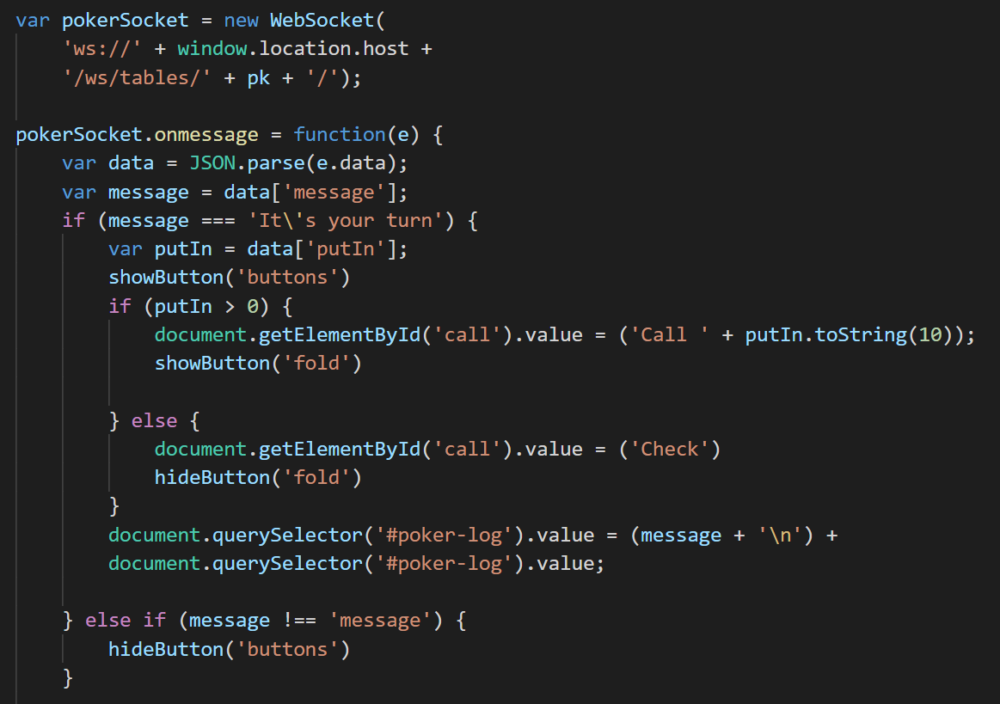 var pokerSocket = new WebSocket(
    'ws://' + window.location.host +
    '/ws/tables/' + pk + '/');

pokerSocket.onmessage = function(e) {
    var data = JSON.parse(e.data);
    var message = data['message'];
    if (message === 'It\'s your turn') {
        var putIn = data['putIn'];
        showButton('buttons')
        if (putIn > 0) {
            document.getElementById('call').value = ('Call ' + putIn.toString(10));
            showButton('fold')

        } else {
            document.getElementById('call').value = ('Check')
            hideButton('fold')
        }
        document.querySelector('#poker-log').value = (message + '\n') +
        document.querySelector('#poker-log').value;

    } else if (message !== 'message') {
        hideButton('buttons')
    }